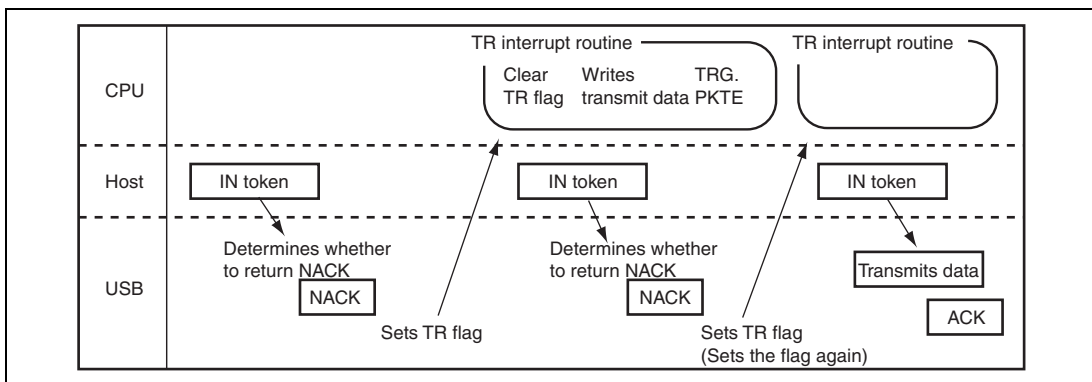 CPU
TR interrupt routine
Clear Writes TRG.
TR flag transmit data PKTE
TR interrupt routine
Host
IN token
IN token
IN token
USB
Determines whether
to return NACK
NACK
Sets TR flag
Determines whether
to return NACK
NACK
Sets TR flag
(Sets the flag again)
Transmits data
ACK